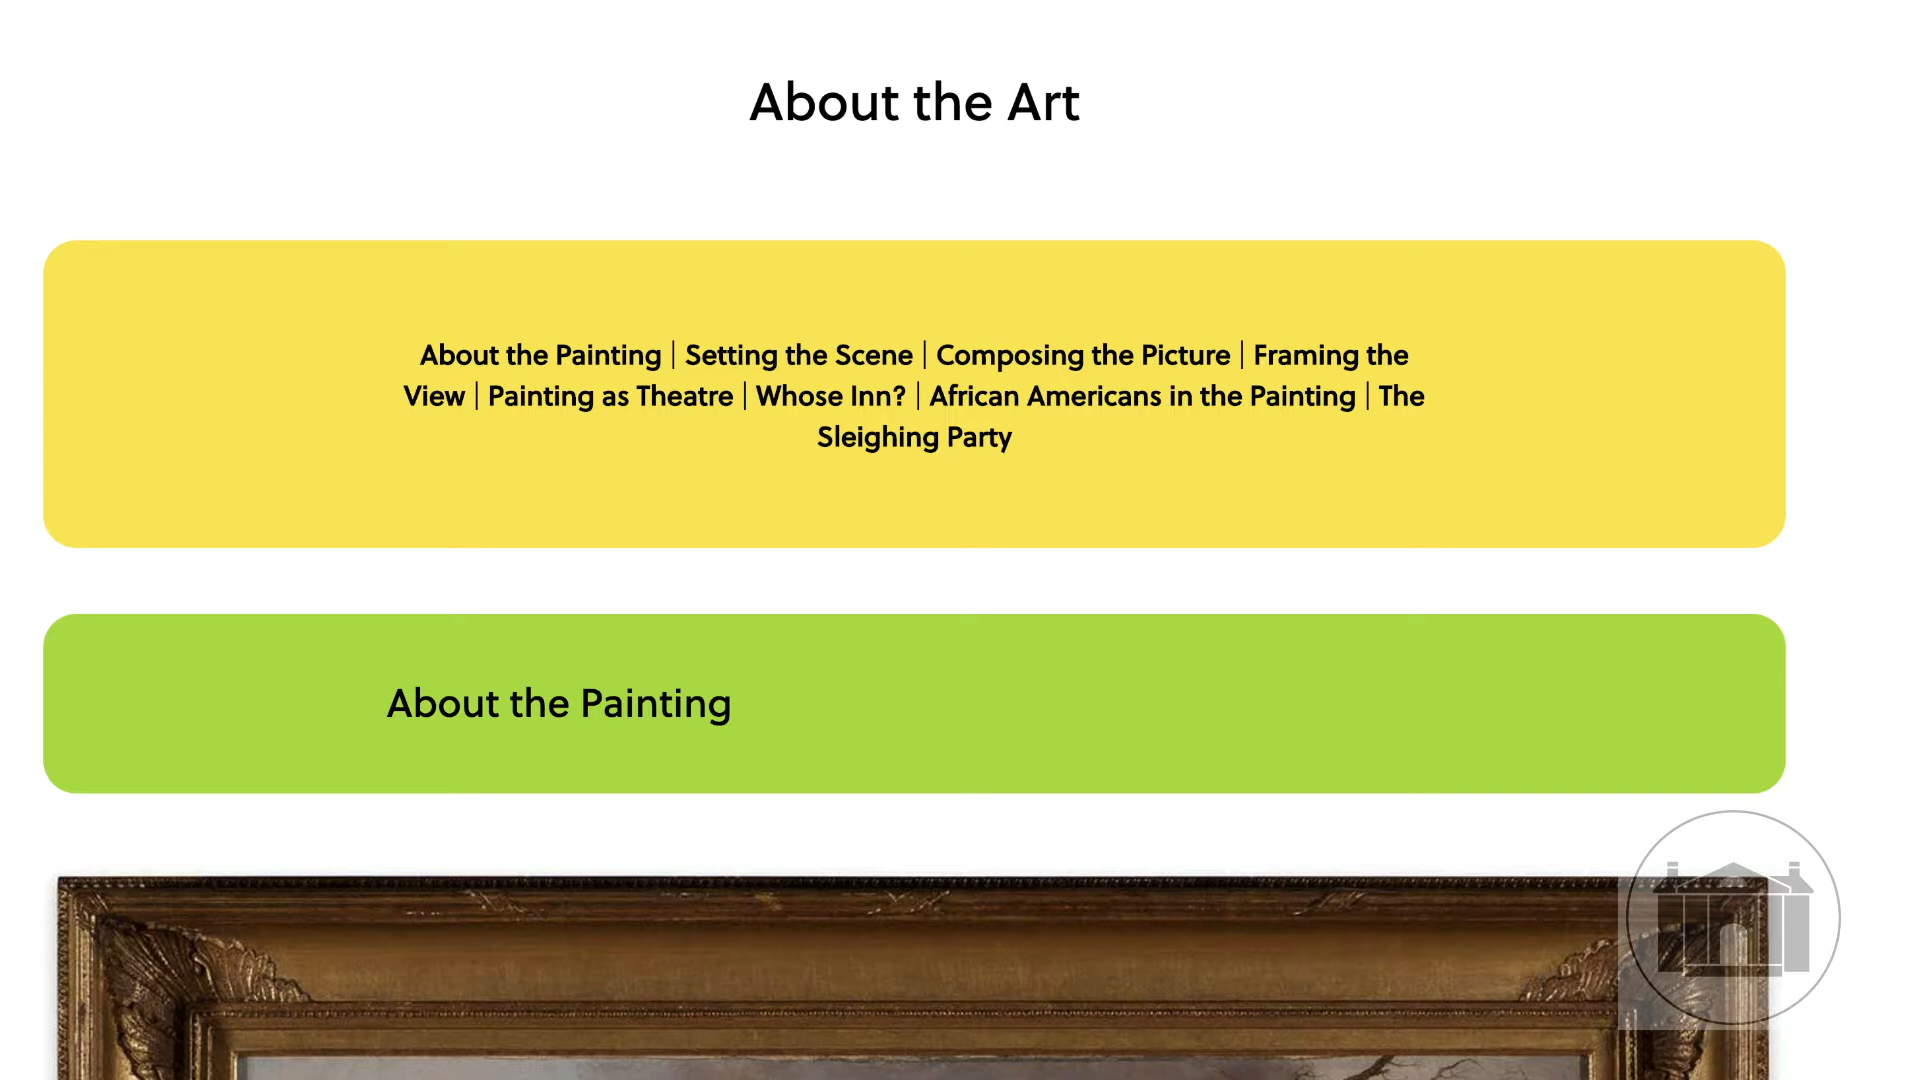 About the Art
About the Painting | Setting the Scene | Composing the Picture | Framing the
View | Painting as Theatre | Whose Inn? | African Americans in the Painting | The
Sleighing Party
About the Painting